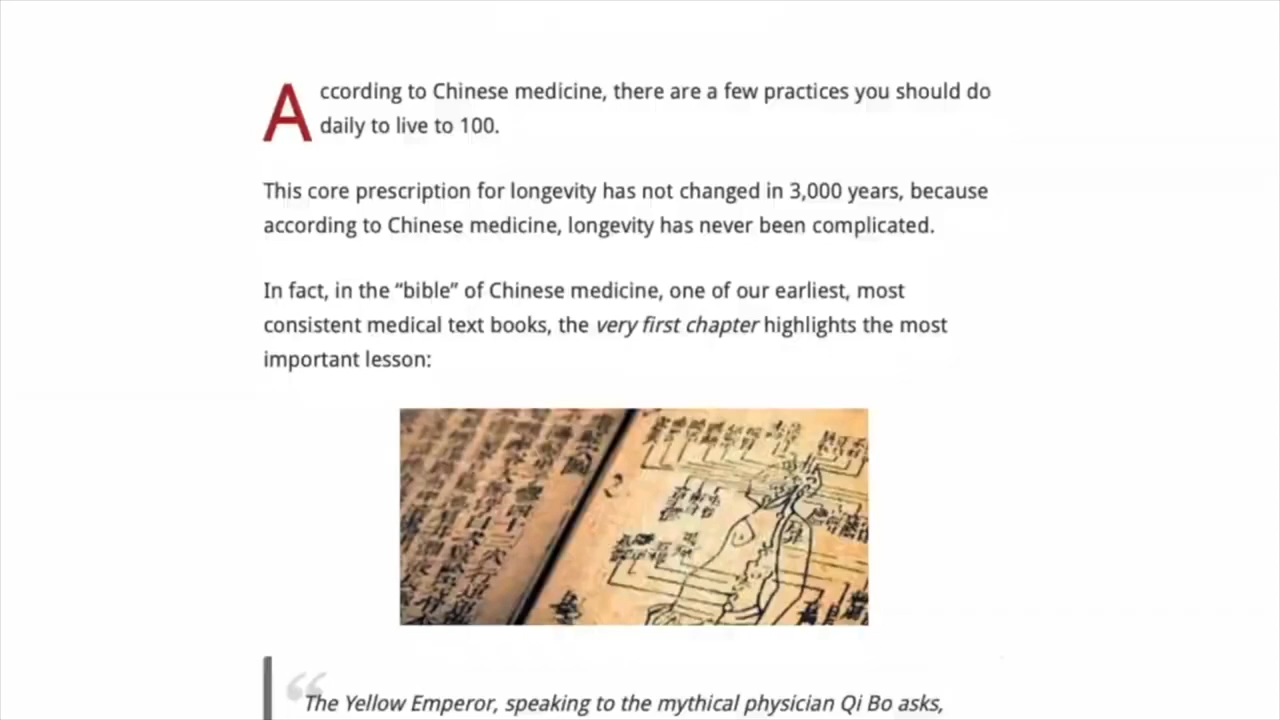 According to Chinese medicine, there are a few practices you should do
daily to live to 100.
This core prescription for longevity has not changed in 3,000 years, because
according to Chinese medicine, longevity has never been complicated.
In fact, in the “bible” of Chinese medicine, one of our earliest, most
consistent medical text books, the very first chapter highlights the most
important lesson:
“
The Yellow Emperor, speaking to the mythical physician Qi Bo asks,